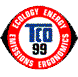 ECOLOGY ENERGY
TCO
99
EMISSIONS ERGONOMICS